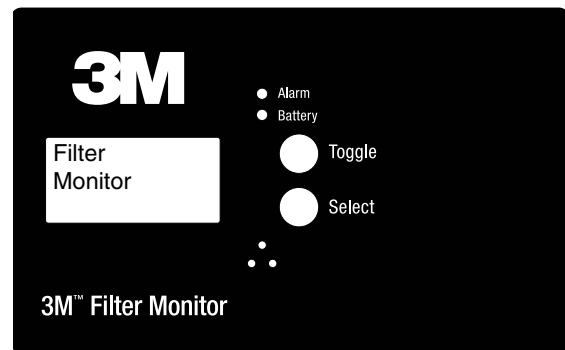 3M
Alarm
Battery
Filter
Monitor
Toggle
Select
3M™ Filter Monitor